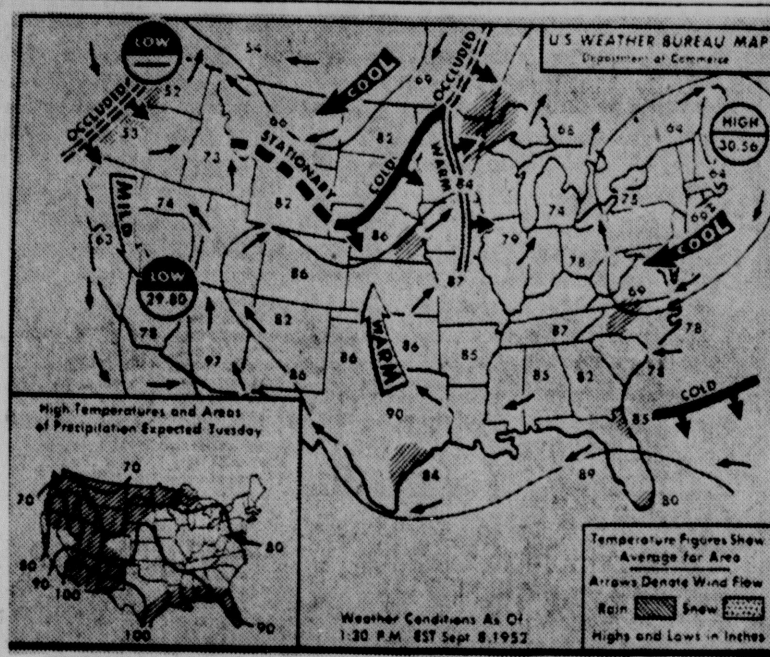 U.S. WEATHER BUREAU MAP
Department of Commerce
LOW
54
COOL
69
OCCLUDED
HIGH
30.56
OCCLUDED
52
53
66
82
68
64
73
STATIONARY
COLD
WARM
84
64
MILD
74
82
86
79
74
75
69
COOL
63
LOW
29.80
86
87
78
69
78
82
WARM
87
78
97
86
86
86
85
85
82
78
COLD
90
85
84
89
80
High Temperatures and Areas
of Precipitation Expected Tuesday
70
70
80
80
90
100
100
90
Weather Conditions As Of
1:30 P.M. EST Sept 8, 1952
Temperature Figures Show
Average for Area
Arrows Denote Wind Flow
Rain Snow
Highs and Lows in Inches